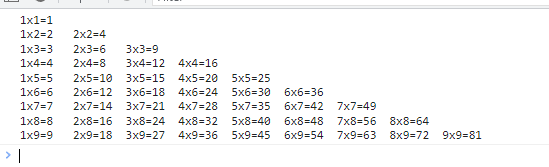 1x1=1
1x2=2 2x2=4
1x3=3 2x3=6 3x3=9
1x4=4 2x4=8 3x4=12 4x4=16
1x5=5 2x5=10 3x5=15 4x5=20 5x5=25
1x6=6 2x6=12 3x6=18 4x6=24 5x6=30 6x6=36
1x7=7 2x7=14 3x7=21 4x7=28 5x7=35 6x7=42 7x7=49
1x8=8 2x8=16 3x8=24 4x8=32 5x8=40 6x8=48 7x8=56 8x8=64
1x9=9 2x9=18 3x9=27 4x9=36 5x9=45 6x9=54 7x9=63 8x9=72 9x9=81
>